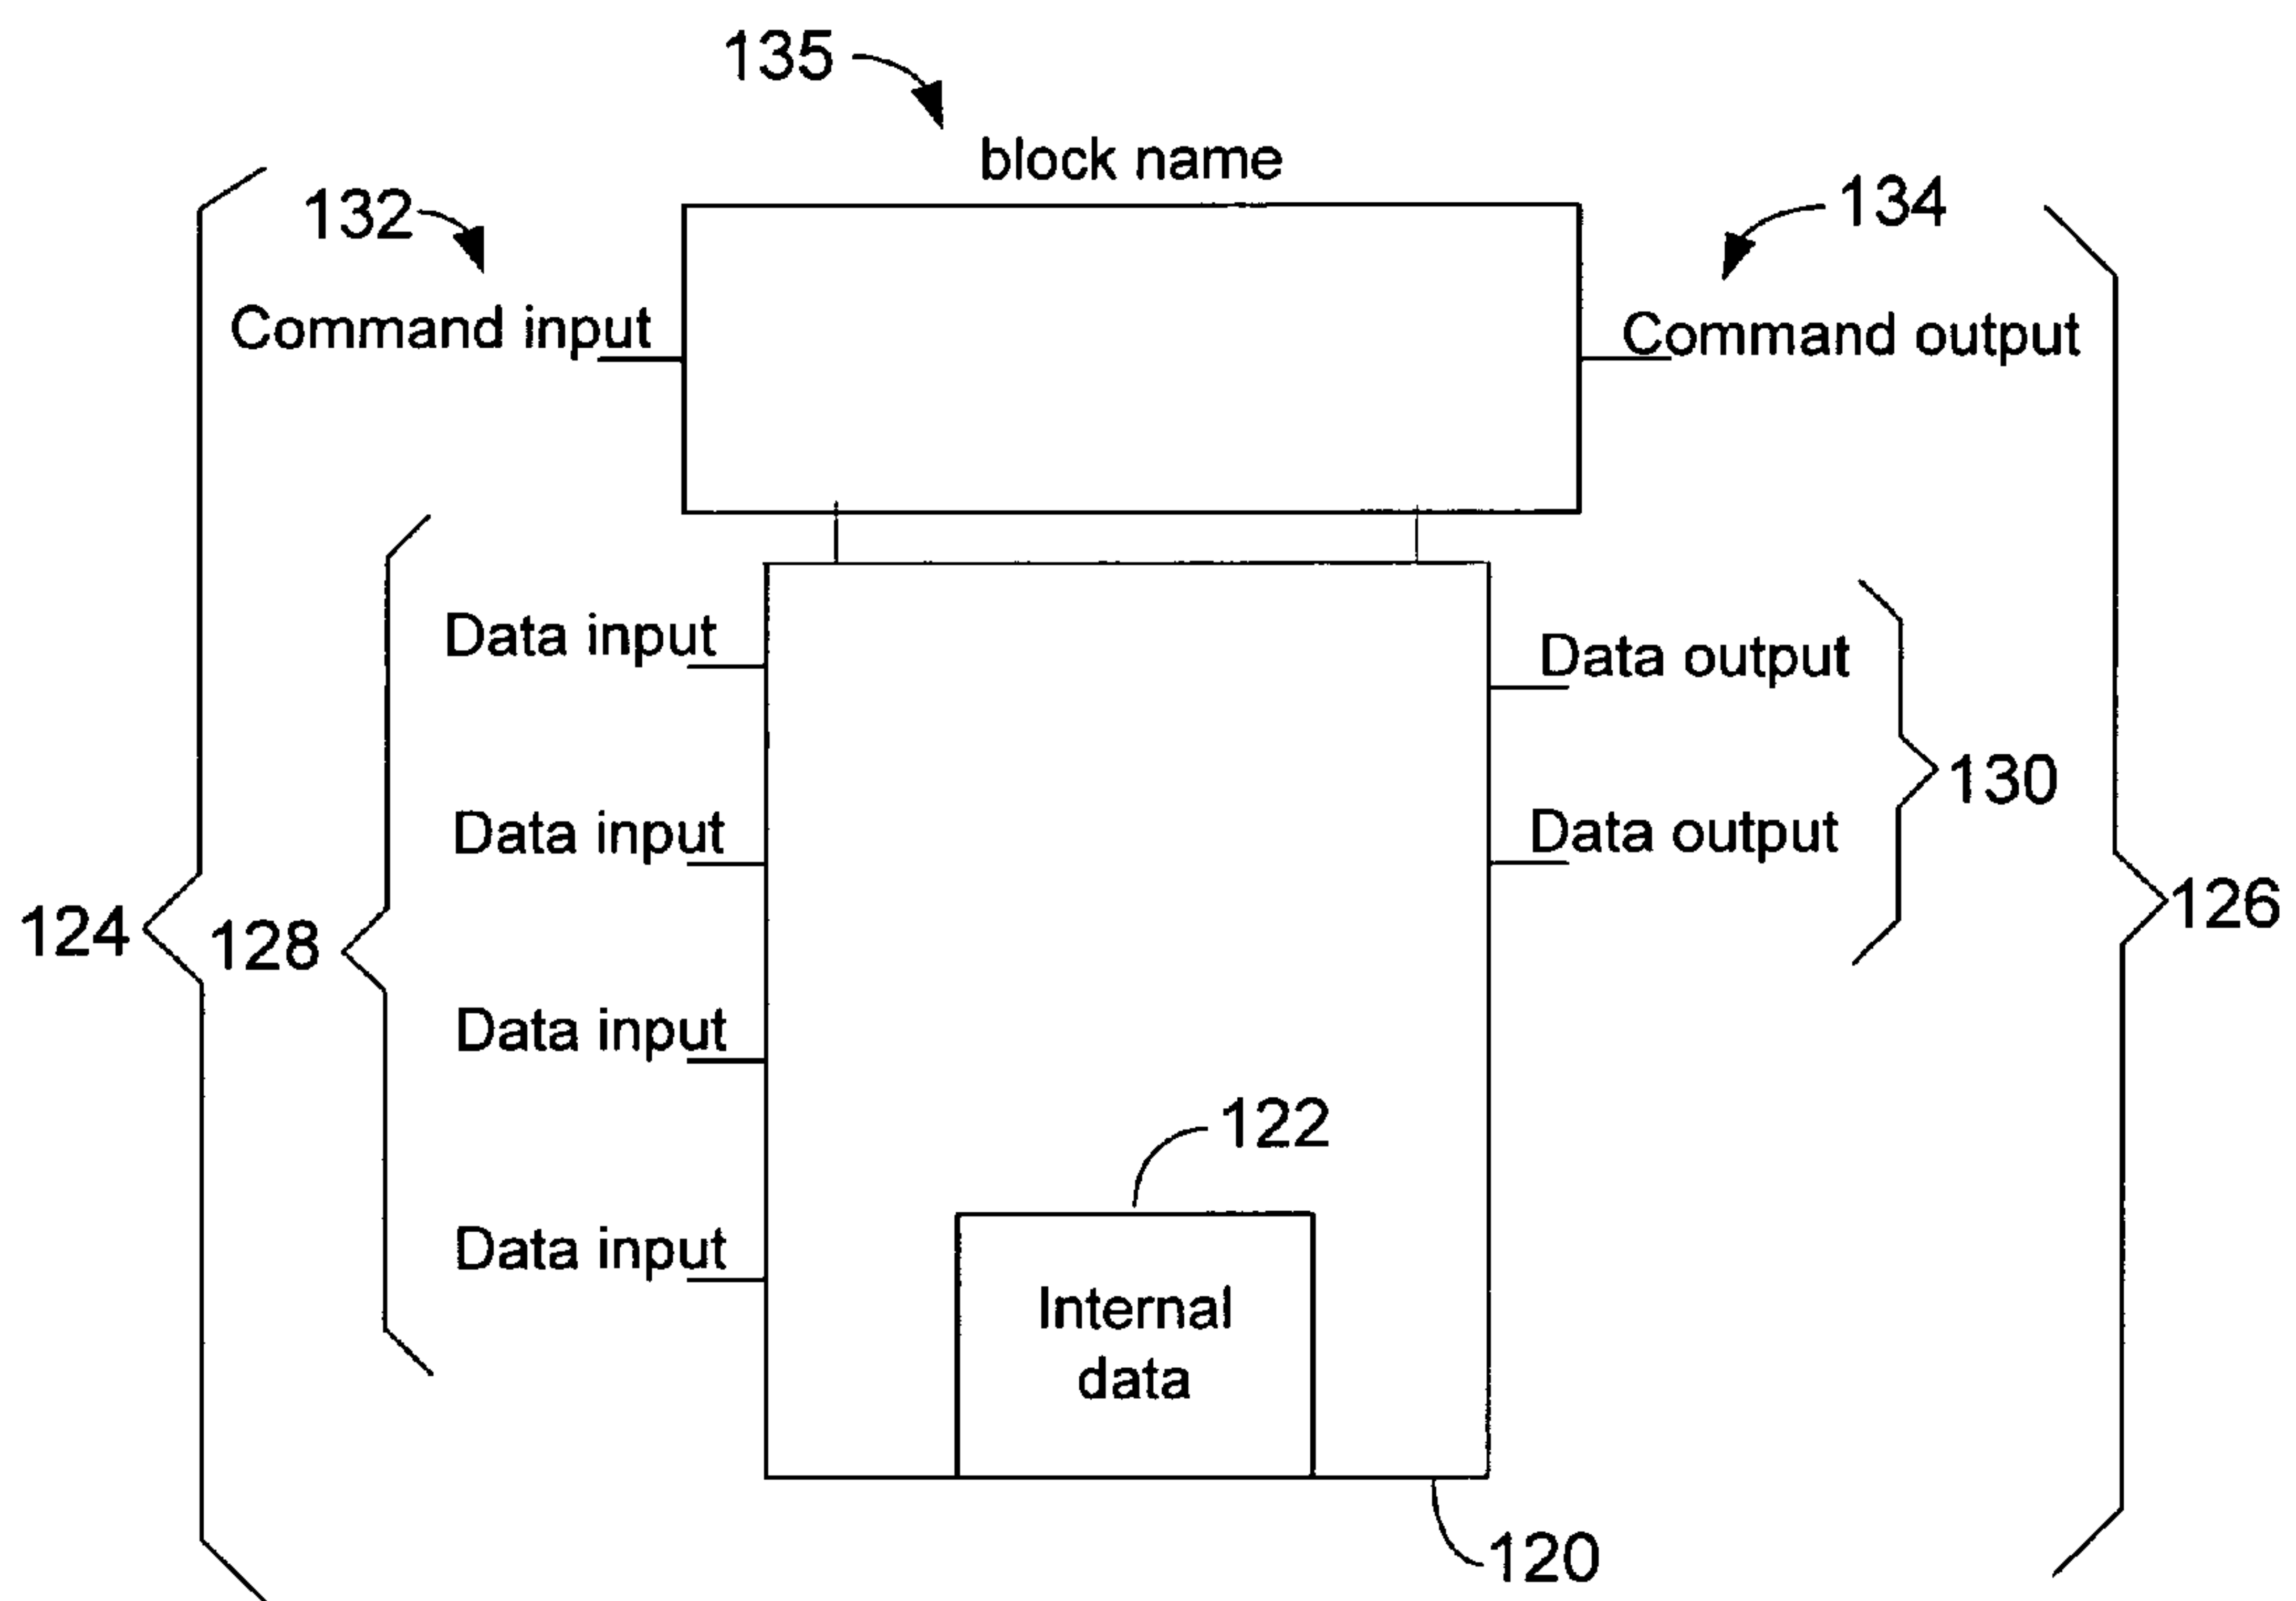 135
block name
132
134
Command input
Command output
Data input
Data output
130
Data input
Data output
124
128
126
Data input
122
Data input
Internal
data
120